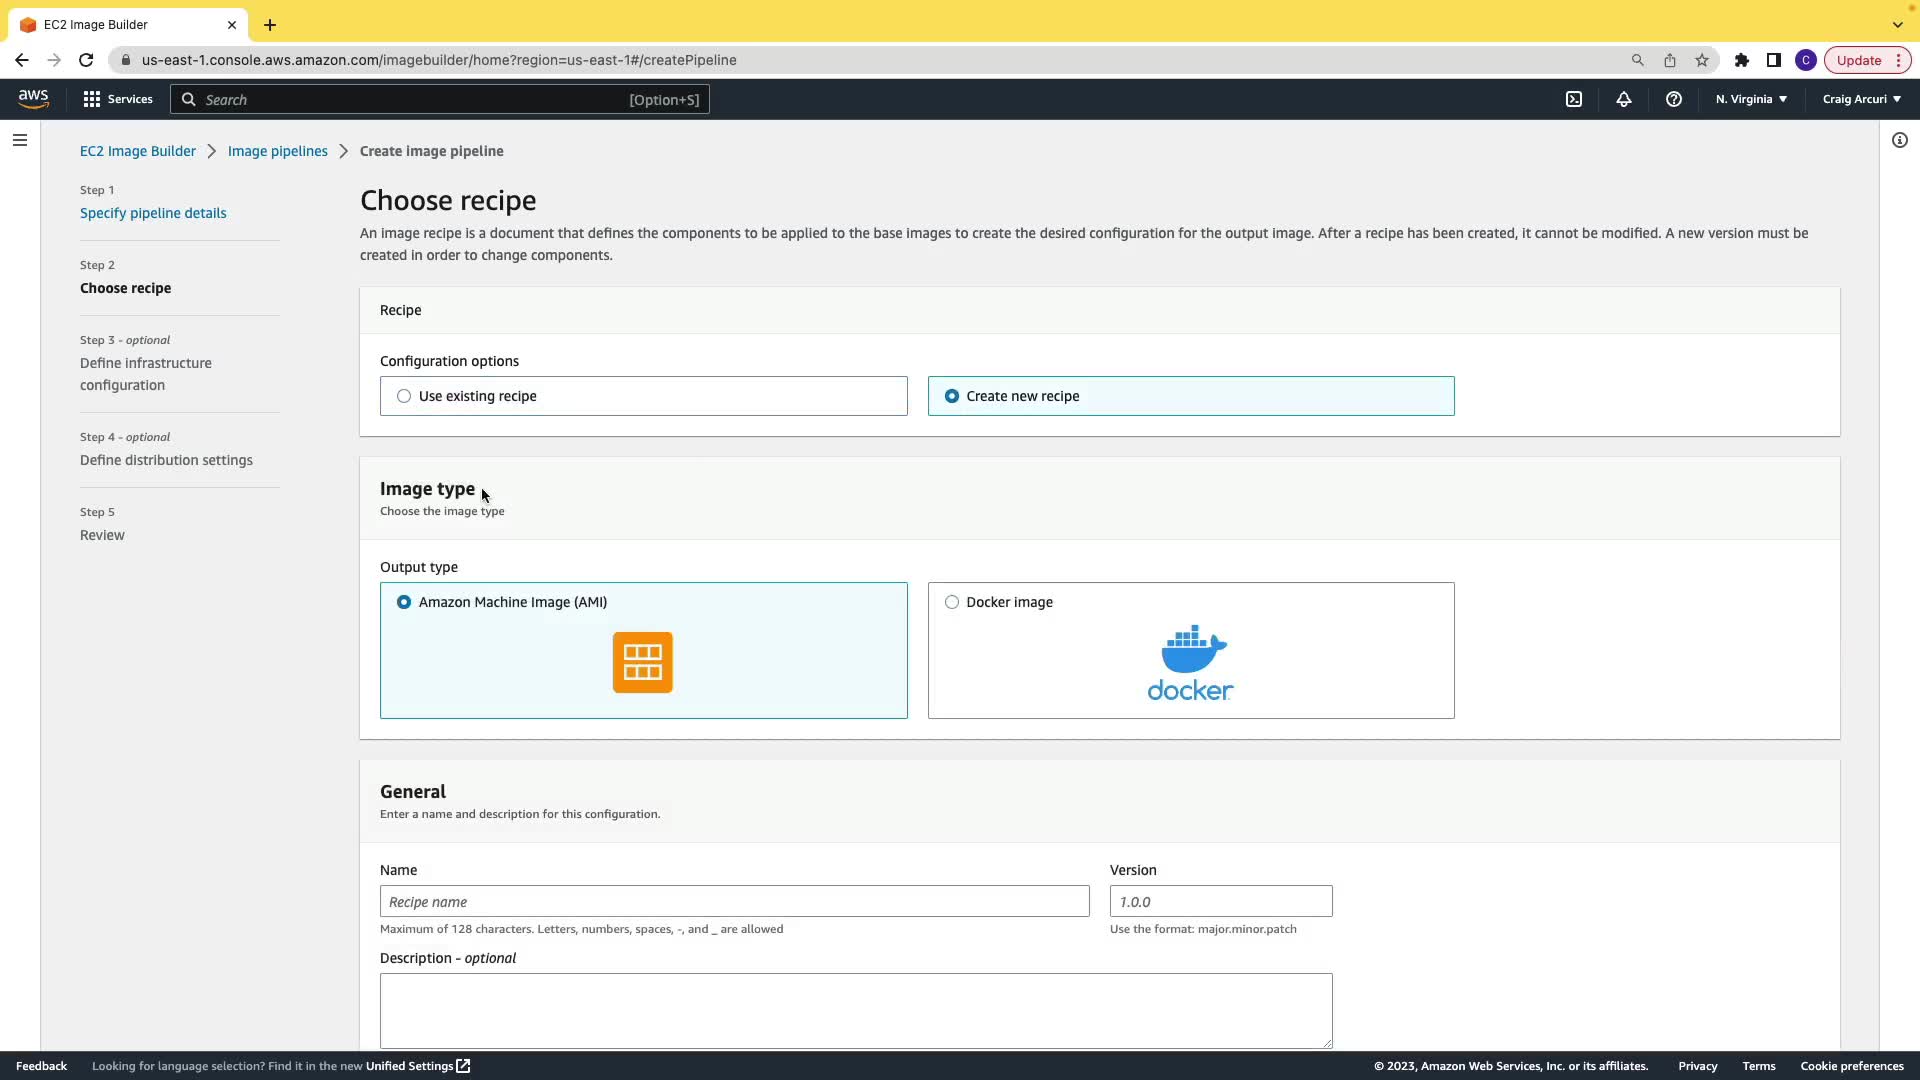 EC2 Image Builder
us-east-1.console.aws.amazon.com/imagebuilder/home?region=us-east-1#/createPipeline
C
Update
aws
Services
Search
[Option+S]
N. Virginia
Craig Arcuri
EC2 Image Builder
Image pipelines
Create image pipeline
Step 1
Specify pipeline details
Step 2
Choose recipe
Step 3 - optional
Define infrastructure
configuration
Step 4 - optional
Define distribution settings
Step 5
Review
Choose recipe
An image recipe is a document that defines the components to be applied to the base images to create the desired configuration for the output image. After a recipe has been created, it cannot be modified. A new version must be
created in order to change components.
Recipe
Configuration options
Use existing recipe
Create new recipe
Image type
Choose the image type
Output type
Amazon Machine Image (AMI)
Docker image
docker
General
Enter a name and description for this configuration.
Name
Recipe name
Maximum of 128 characters. Letters, numbers, spaces, -, and _ are allowed
Version
1.0.0
Use the format: major.minor.patch
Description - optional
Feedback
Looking for language selection? Find it in the new Unified Settings
© 2023, Amazon Web Services, Inc. or its affiliates.
Privacy
Terms
Cookie preferences